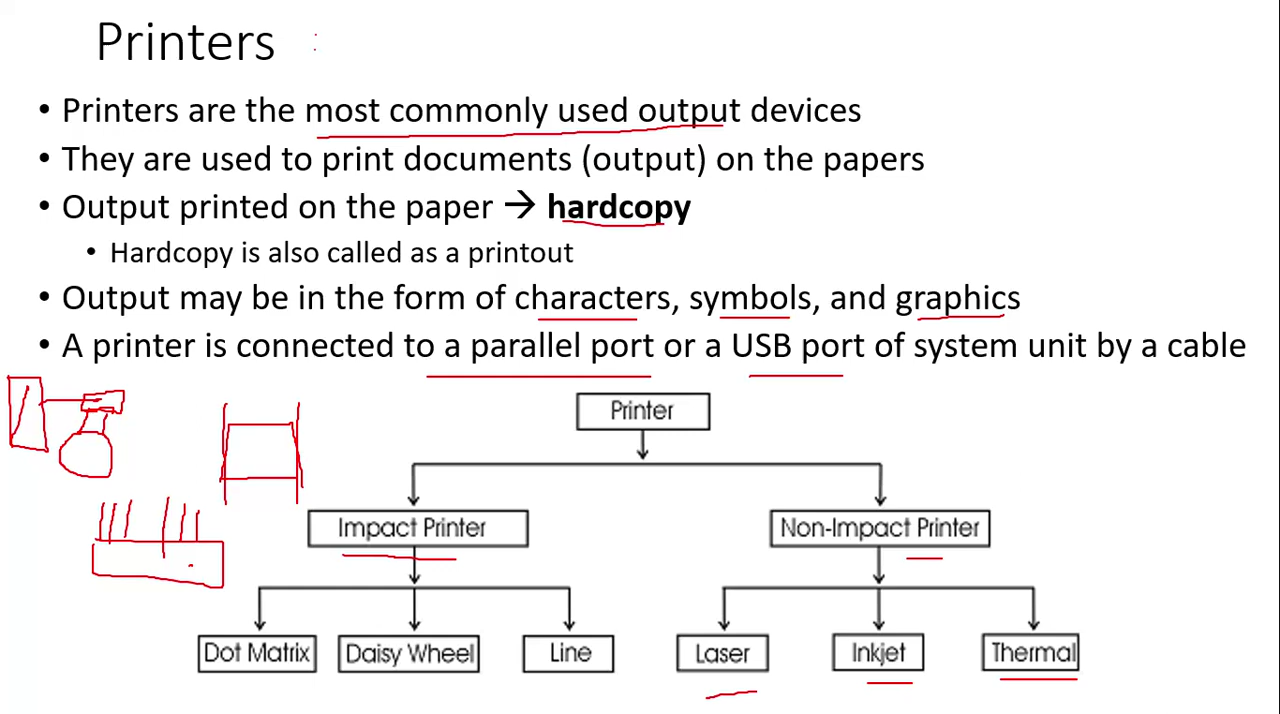 Printers
• Printers are the most commonly used output devices
• They are used to print documents (output) on the papers
• Output printed on the paper → hardcopy
• Hardcopy is also called as a printout
• Output may be in the form of characters, symbols, and graphics
• A printer is connected to a parallel port or a USB port of system unit by a cable
Printer
Impact Printer
Non-Impact Printer
Dot Matrix
Daisy Wheel
Line
Laser
Inkjet
Thermal